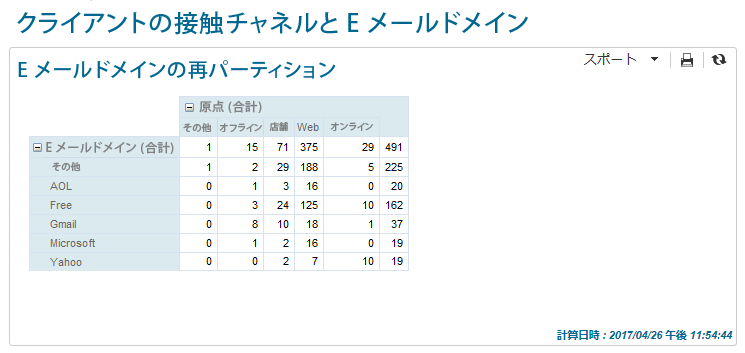 クライアントの接触チャネルと E メールドメイン
スポート
E メールドメインの再パーティション
原点 (合計)
その他 オフライン 店舗 Web オンライン
E メールドメイン (合計) 1 15 71 375 29 491
その他 1 2 29 188 5 225
AOL 0 1 3 16 0 20
Free 0 3 24 125 10 162
Gmail 0 8 10 18 1 37
Microsoft 0 1 2 16 0 19
Yahoo 0 0 2 7 10 19
計算日時 : 2017/04/26 午後 11:54:44